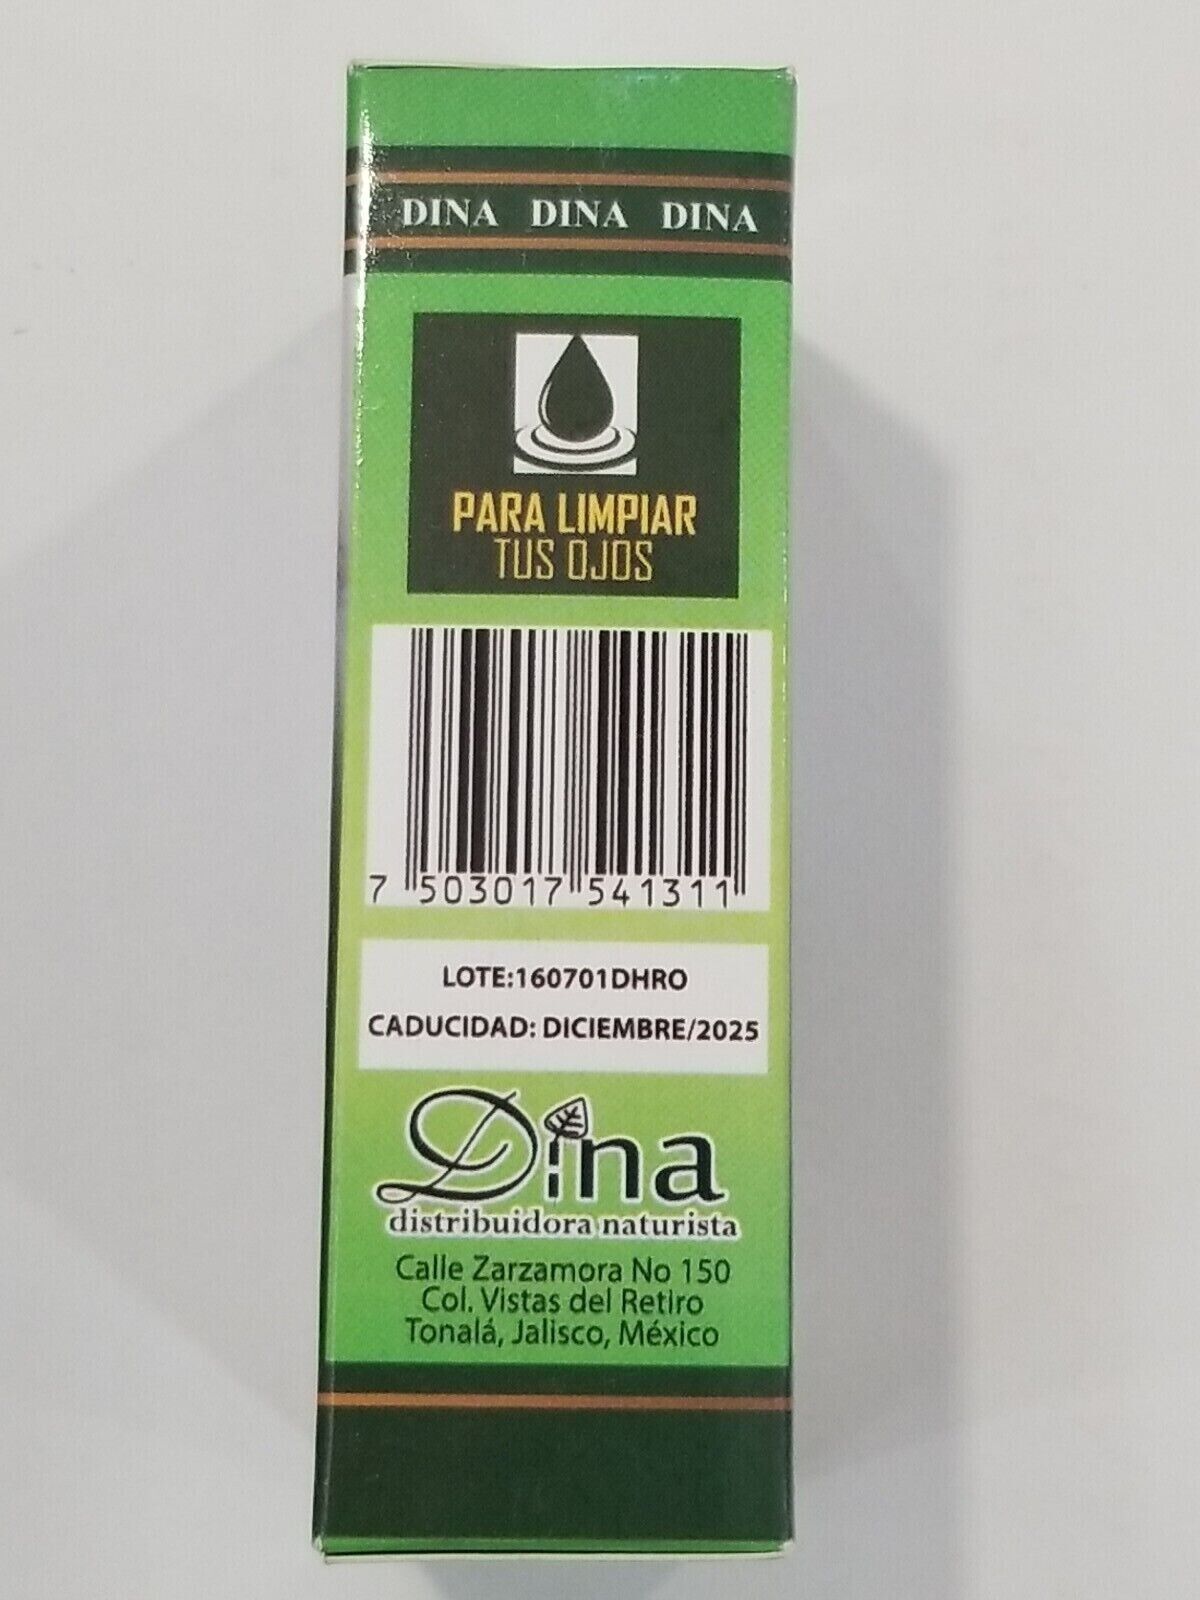 DINA DINA DINA
PARA LIMPIAR
TUS OJOS
7 503017 541311
LOTE:160701DHRO
CADUCIDAD: DICIEMBRE/2025
Dina
distribuidora naturista
Calle Zarzamora No 150
Col. Vistas del Retiro
Tonalá, Jalisco, México